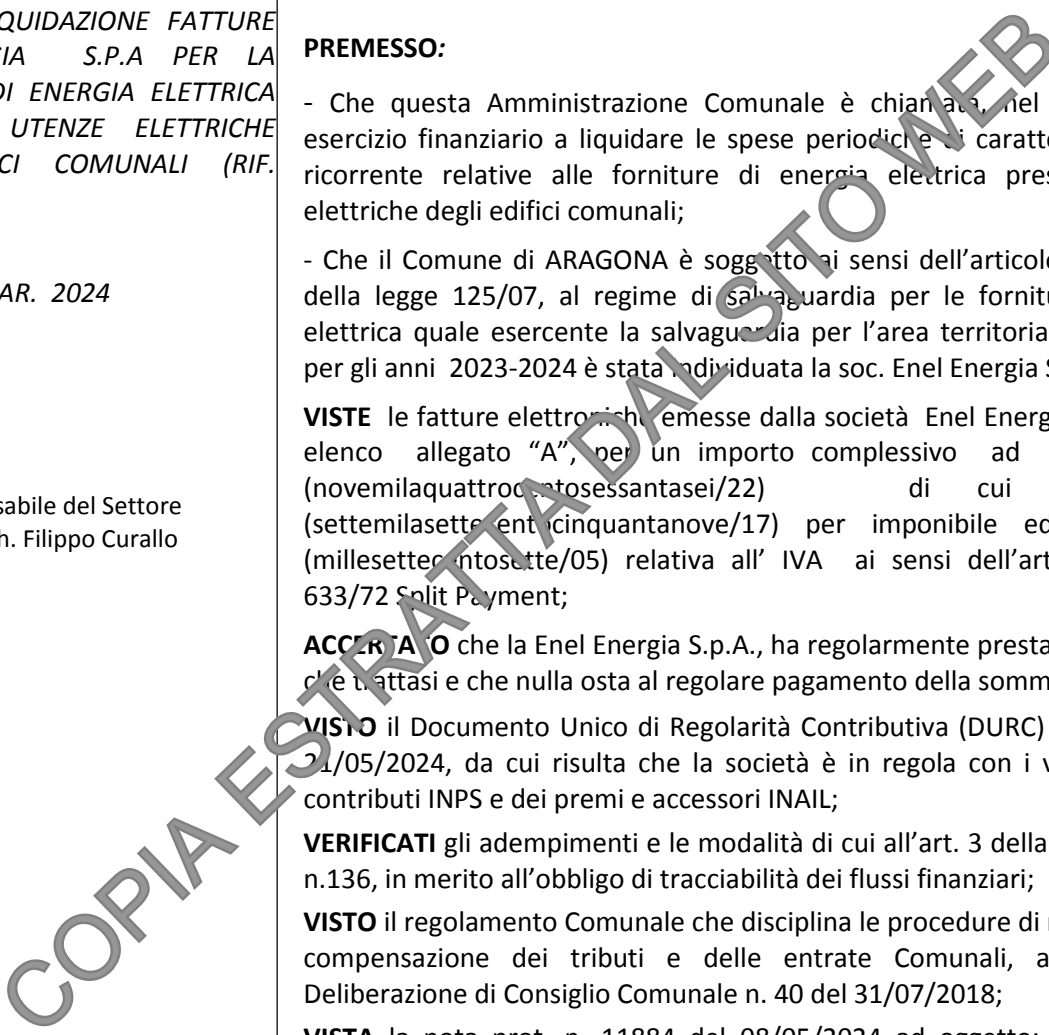 QUIDAZIONE FATTURE
GIA S.P.A PER LA
DI ENERGIA ELETTRICA
UTENZE ELETTRICHE
CI COMUNALI (RIF.
AR. 2024
sabile del Settore
h. Filippo Curallo
PREMESSO:
- Che questa Amministrazione Comunale è chiamata, nel
esercizio finanziario a liquidare le spese periodiche di caratt
ricorrente relative alle forniture di energia elettrica pres
elettriche degli edifici comunali;
- Che il Comune di ARAGONA è soggetto ai sensi dell’articol
della legge 125/07, al regime di salvaguardia per le fornitu
elettrica quale esercente la salvaguardia per l’area territoria
per gli anni 2023-2024 è stata individuata la soc. Enel Energia S
VISTE le fatture elettroniche emesse dalla società Enel Energ
elenco allegato “A”, per un importo complessivo ad
(novemilaquattrocentosessantasei/22) di cui
(settemilasettecentocinquantanove/17) per imponibile ed
(millesettecentosette/05) relativa all’ IVA ai sensi dell’art
633/72 Split Payment;
ACCERTATO che la Enel Energia S.p.A., ha regolarmente presta
che trattasi e che nulla osta al regolare pagamento della somm
VISTO il Documento Unico di Regolarità Contributiva (DURC)
21/05/2024, da cui risulta che la società è in regola con i v
contributi INPS e dei premi e accessori INAIL;
VERIFICATI gli adempimenti e le modalità di cui all’art. 3 della
n.136, in merito all’obbligo di tracciabilità dei flussi finanziari;
VISTO il regolamento Comunale che disciplina le procedure di
compensazione dei tributi e delle entrate Comunali, a
Deliberazione di Consiglio Comunale n. 40 del 31/07/2018;
VISTA la nota prot. n. 11884 del 08/05/2024 ad oggetto:
COPIA ESTRATTA DAL SITO WEB